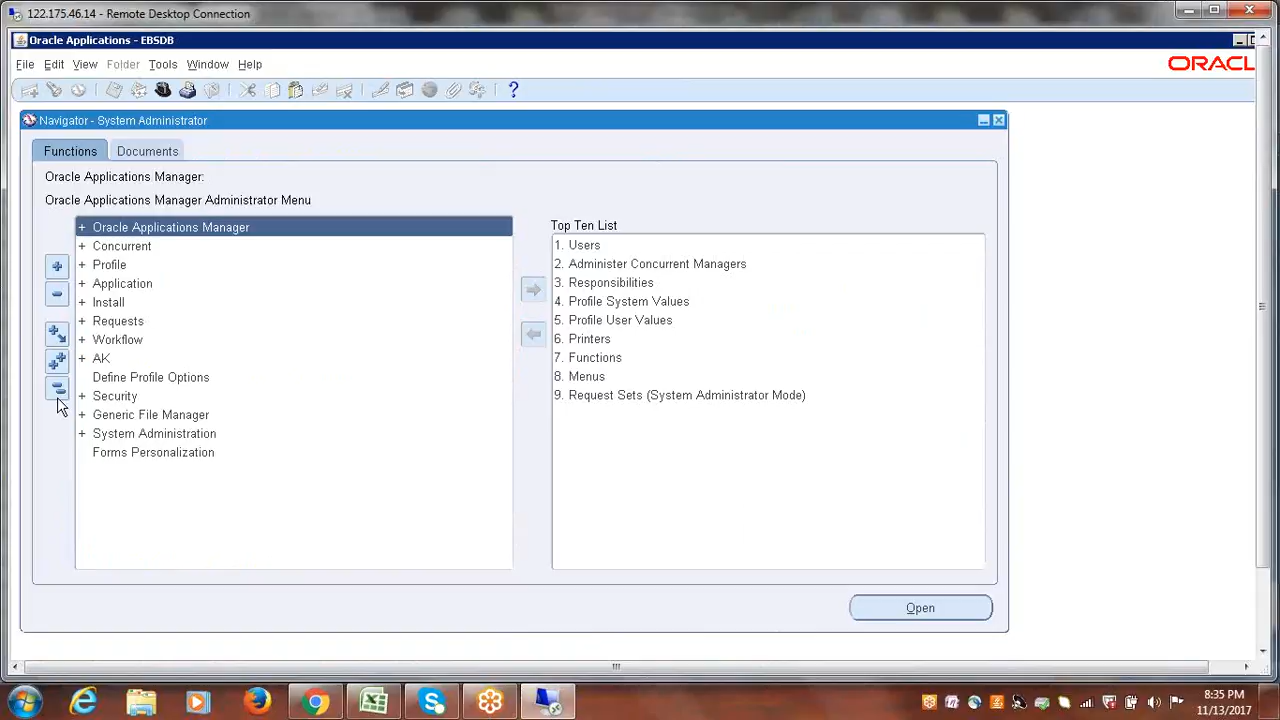 122.175.46.14 - Remote Desktop Connection
Oracle Applications - EBSDB
File Edit View Folder Tools Window Help
ORACL
Navigator - System Administrator
Functions Documents
Oracle Applications Manager:
Oracle Applications Manager Administrator Menu
+ Oracle Applications Manager
+ Concurrent
+ Profile
+ Application
+ Install
+ Requests
+ Workflow
+ AK
Define Profile Options
+ Security
+ Generic File Manager
+ System Administration
Forms Personalization
Top Ten List
1. Users
2. Administer Concurrent Managers
3. Responsibilities
4. Profile System Values
5. Profile User Values
6. Printers
7. Functions
8. Menus
9. Request Sets (System Administrator Mode)
Open
8:35 PM
11/13/2017